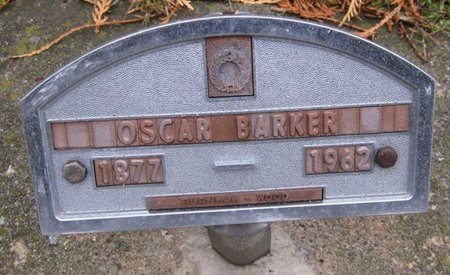 OSCAR BARKER
1877 — 1962
BURNHAM WOOD